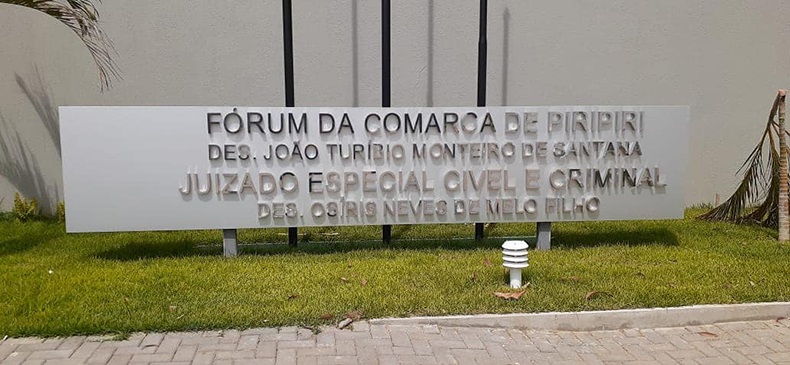 FÓRUM DA COMARCA DE PIRIPIRI
DES. JOÃO TURÍBIO MONTEIRO DE SANTANA
JUIZADO ESPECIAL CÍVEL E CRIMINAL
DES. OSÍRIS NEVES DE MELO FILHO